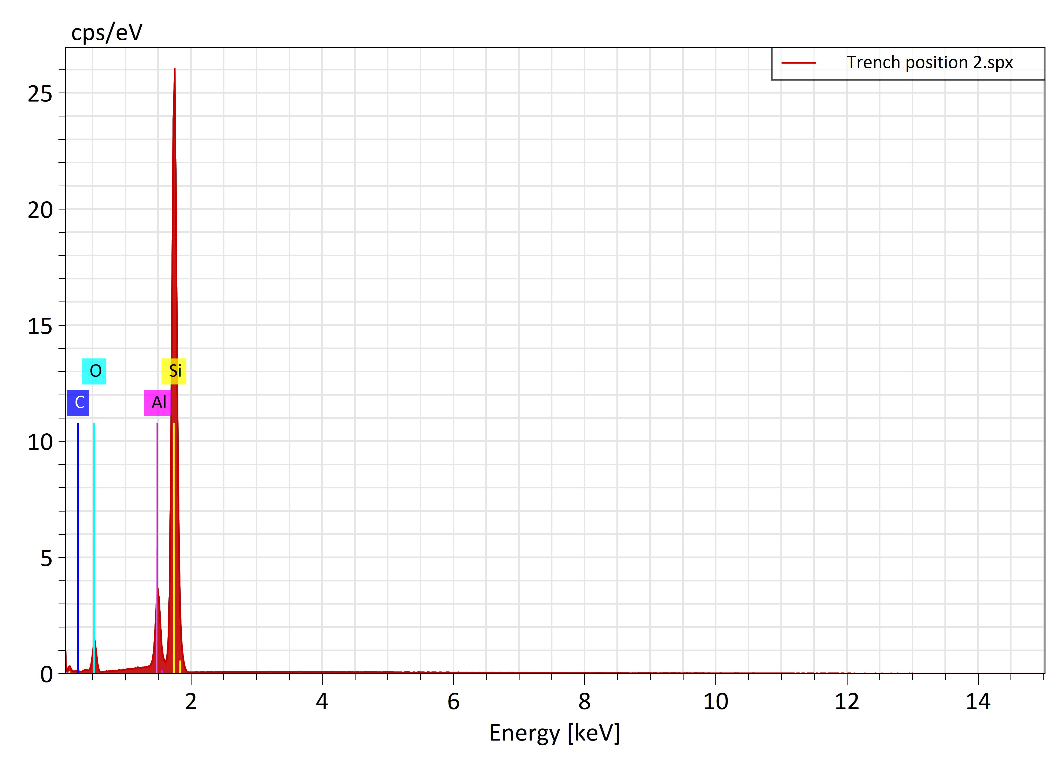 cps/eV
Trench position 2.spx
25
20
15
10
5
0
O
Si
C
Al
2 4 6 8 10 12 14
Energy [keV]